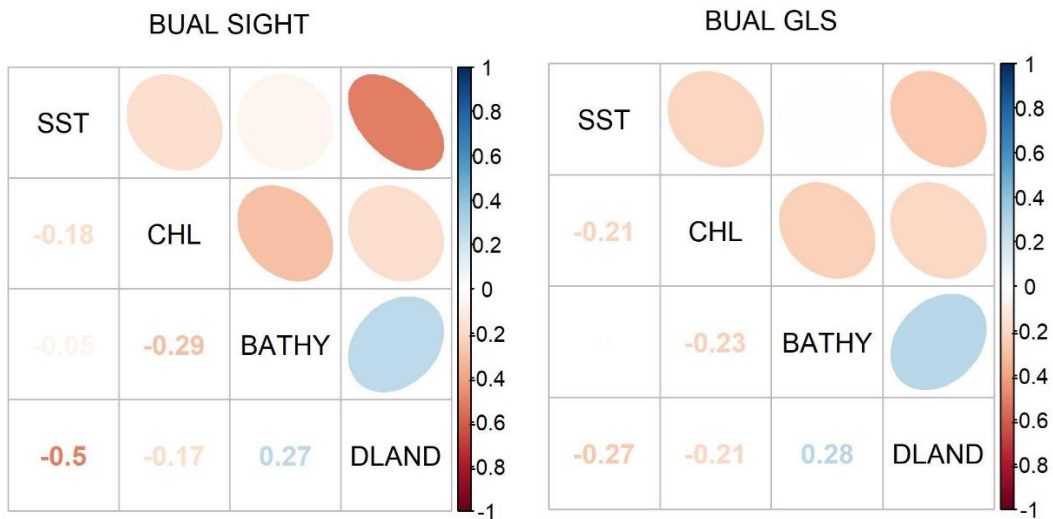 BUAL SIGHT
SST
-0.18 CHL
-0.05 -0.29 BATHY
-0.5 -0.17 0.27 DLAND
1
0.8
0.6
0.4
0.2
0
-0.2
-0.4
-0.6
-0.8
-1
BUAL GLS
SST
-0.21 CHL
-0.23 BATHY
-0.27 -0.21 0.28 DLAND
1
0.8
0.6
0.4
0.2
0
-0.2
-0.4
-0.6
-0.8
-1